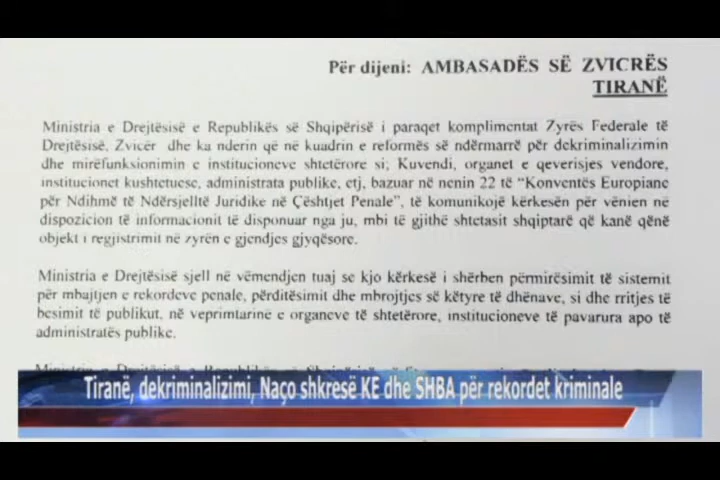 Për dijeni: AMBASADËS SË ZVICRËS
TIRANË
Ministria e Drejtësisë e Republikës së Shqipërisë i paraqet komplimentat Zyrës Federale të
Drejtësisë, Zvicër dhe ka nderin që në kuadrin e reformës së ndërmarrë për dekriminalizimin
dhe mirëfunksionimin e institucioneve shtetërore si; Kuvendi, organet e qeverisjes vendore,
institucionet kushtetuese, administrata publike, etj, bazuar në nenin 22 të “Konventës Europiane
për Ndihmë të Ndërsjelltë Juridike në Çështjet Penale”, të komunikojë kërkesën për vënien në
dispozicion të informacionit të disponuar nga ju, mbi të gjithë shtetasit shqiptarë që kanë qënë
objekt i regjistrimit në zyrën e gjendjes gjyqësore.
Ministria e Drejtësisë sjell në vëmendjen tuaj se kjo kërkesë i shërben përmirësimit të sistemit
për mbajtjen e rekordeve penale, përditësimit dhe mbrojtjes së këtyre të dhënave, si dhe rritjes të
besimit të publikut, në veprimtarinë e organeve të shtetërore, institucioneve të pavarura apo të
administratës publike.
Tiranë, dekriminalizimi, Naço shkresë KE dhe SHBA për rekordet kriminale